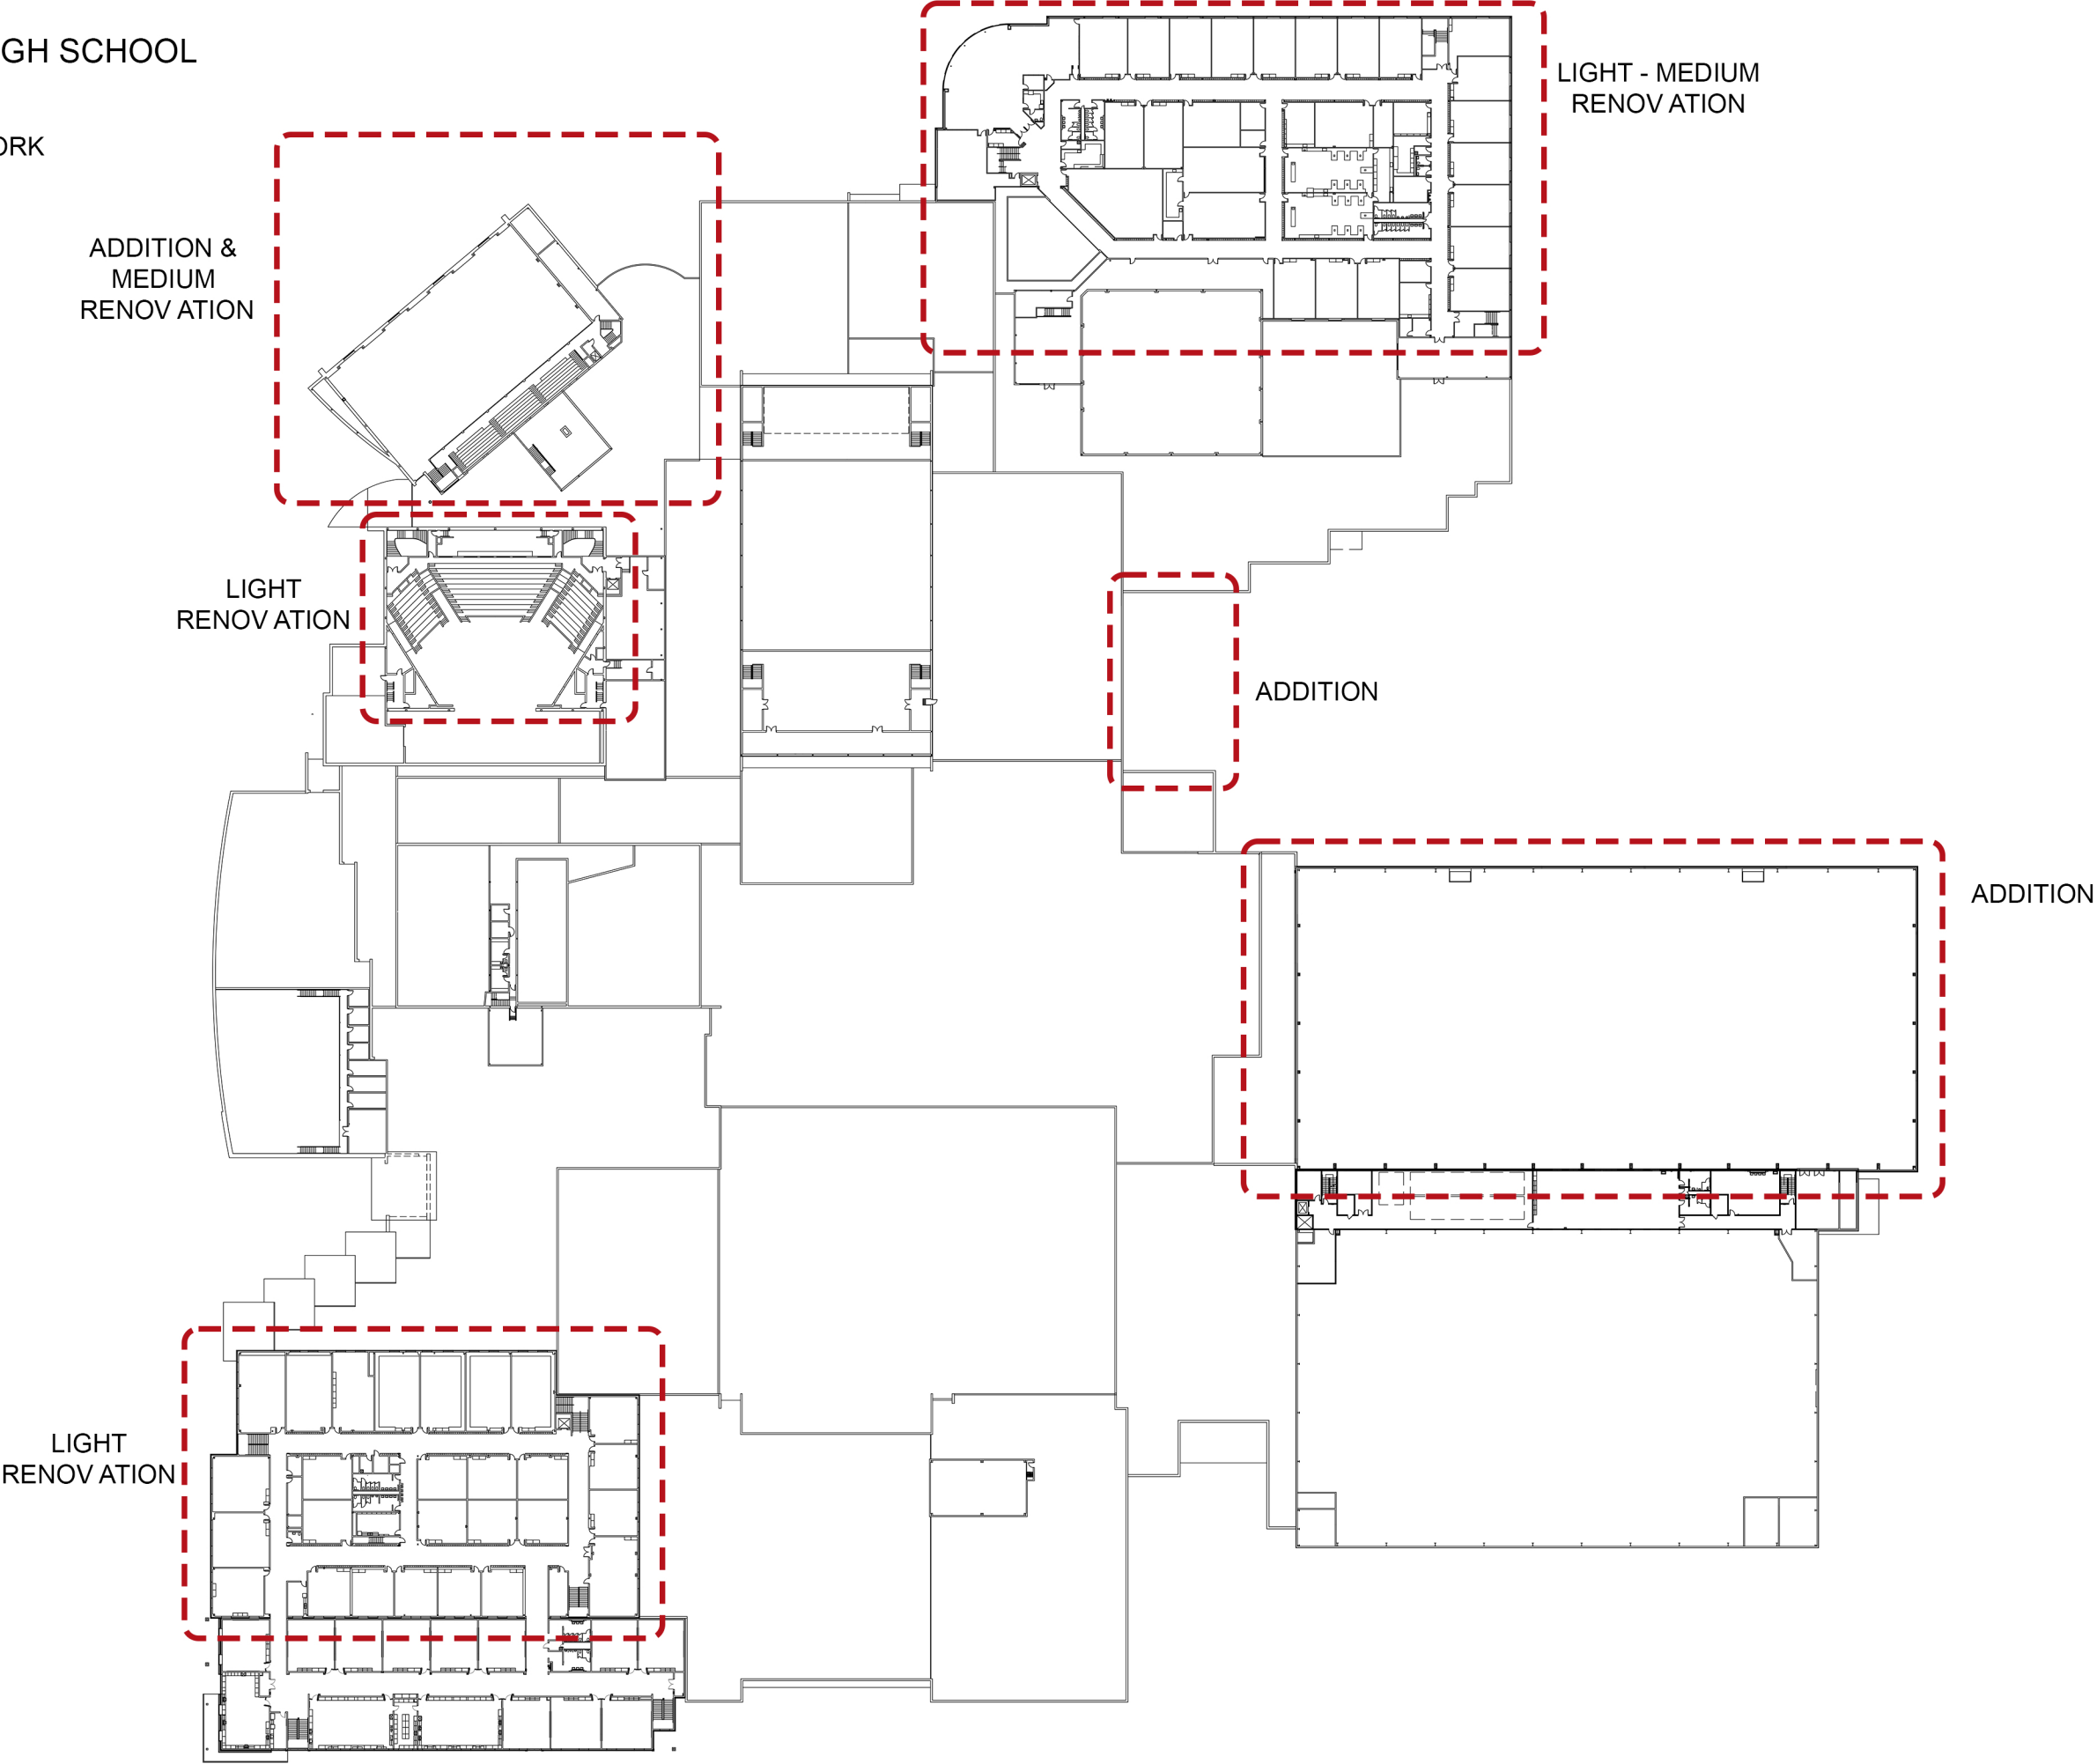 GH SCHOOL
ORK
LIGHT - MEDIUM
RENOV ATION
ADDITION &
MEDIUM
RENOV ATION
LIGHT
RENOV ATION
ADDITION
ADDITION
LIGHT
RENOV ATION